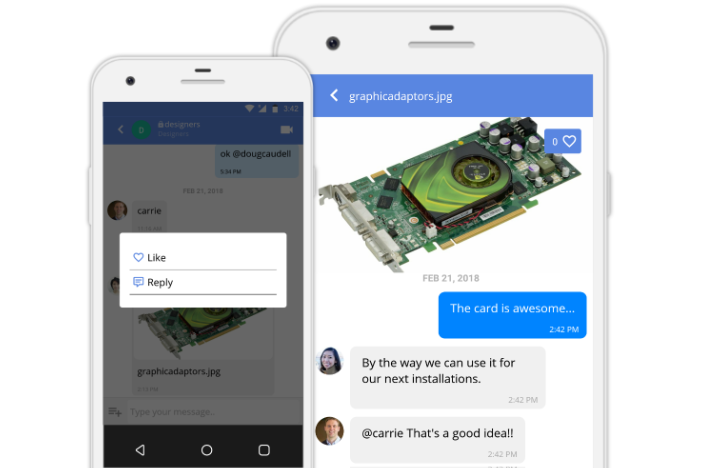 3:42
D
designers
ok @dougcaudell
5:34 PM
FEB 21, 2018
carrie
Like
Reply
graphicadaptors.jpg
Type your message..
graphicadaptors.jpg
0
FEB 21, 2018
The card is awesome...
2:42 PM
By the way we can use it for
our next installations.
2:42 PM
@carrie That's a good idea!!
2:42 PM